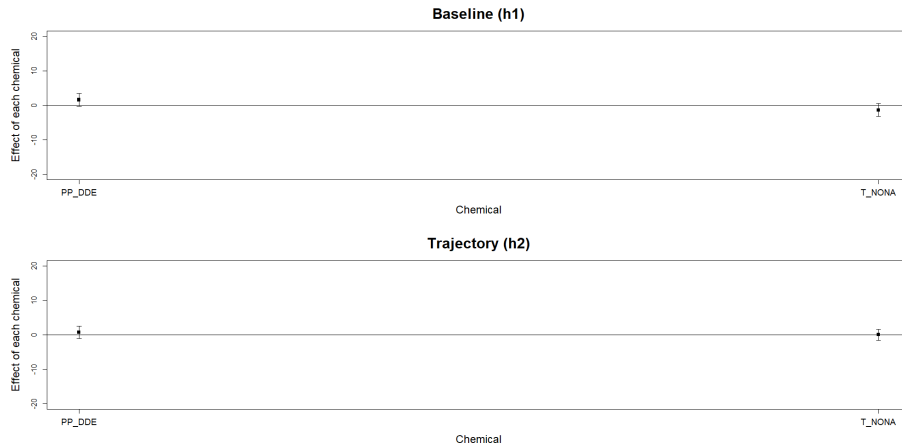 Baseline (h1)
Effect of each chemical
20
10
0
-10
-20
PP_DDE
T_NONA
Chemical
Trajectory (h2)
Effect of each chemical
20
10
0
-10
-20
PP_DDE
T_NONA
Chemical